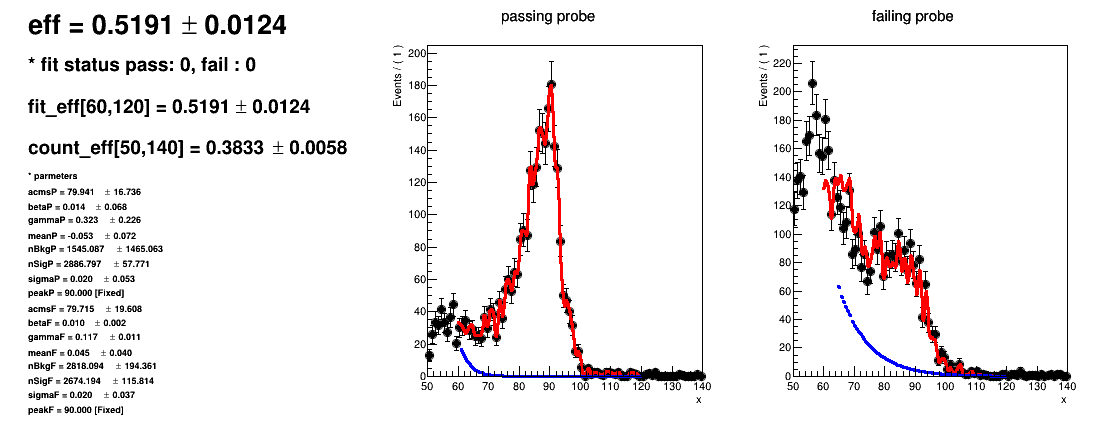 eff = 0.5191 ± 0.0124
* fit status pass: 0, fail : 0
fit_eff[60,120] = 0.5191 ± 0.0124
count_eff[50,140] = 0.3833 ± 0.0058
* parmeters
acmsP = 79.941 ± 16.736
betaP = 0.014 ± 0.068
gammaP = 0.323 ± 0.226
meanP = -0.053 ± 0.072
nBkgP = 1545.087 ± 1465.063
nSigP = 2886.797 ± 57.771
sigmaP = 0.020 ± 0.053
peakP = 90.000 [Fixed]
acmsF = 79.715 ± 19.608
betaF = 0.010 ± 0.002
gammaF = 0.117 ± 0.011
meanF = 0.045 ± 0.040
nBkgF = 2818.094 ± 194.361
nSigF = 2674.194 ± 115.814
sigmaF = 0.020 ± 0.037
peakF = 90.000 [Fixed]
passing probe
Events / ( 1 )
200
180
160
140
120
100
80
60
40
20
0
50 60 70 80 90 100 110 120 130 140
x
failing probe
Events / ( 1 )
220
200
180
160
140
120
100
80
60
40
20
0
50 60 70 80 90 100 110 120 130 140
x